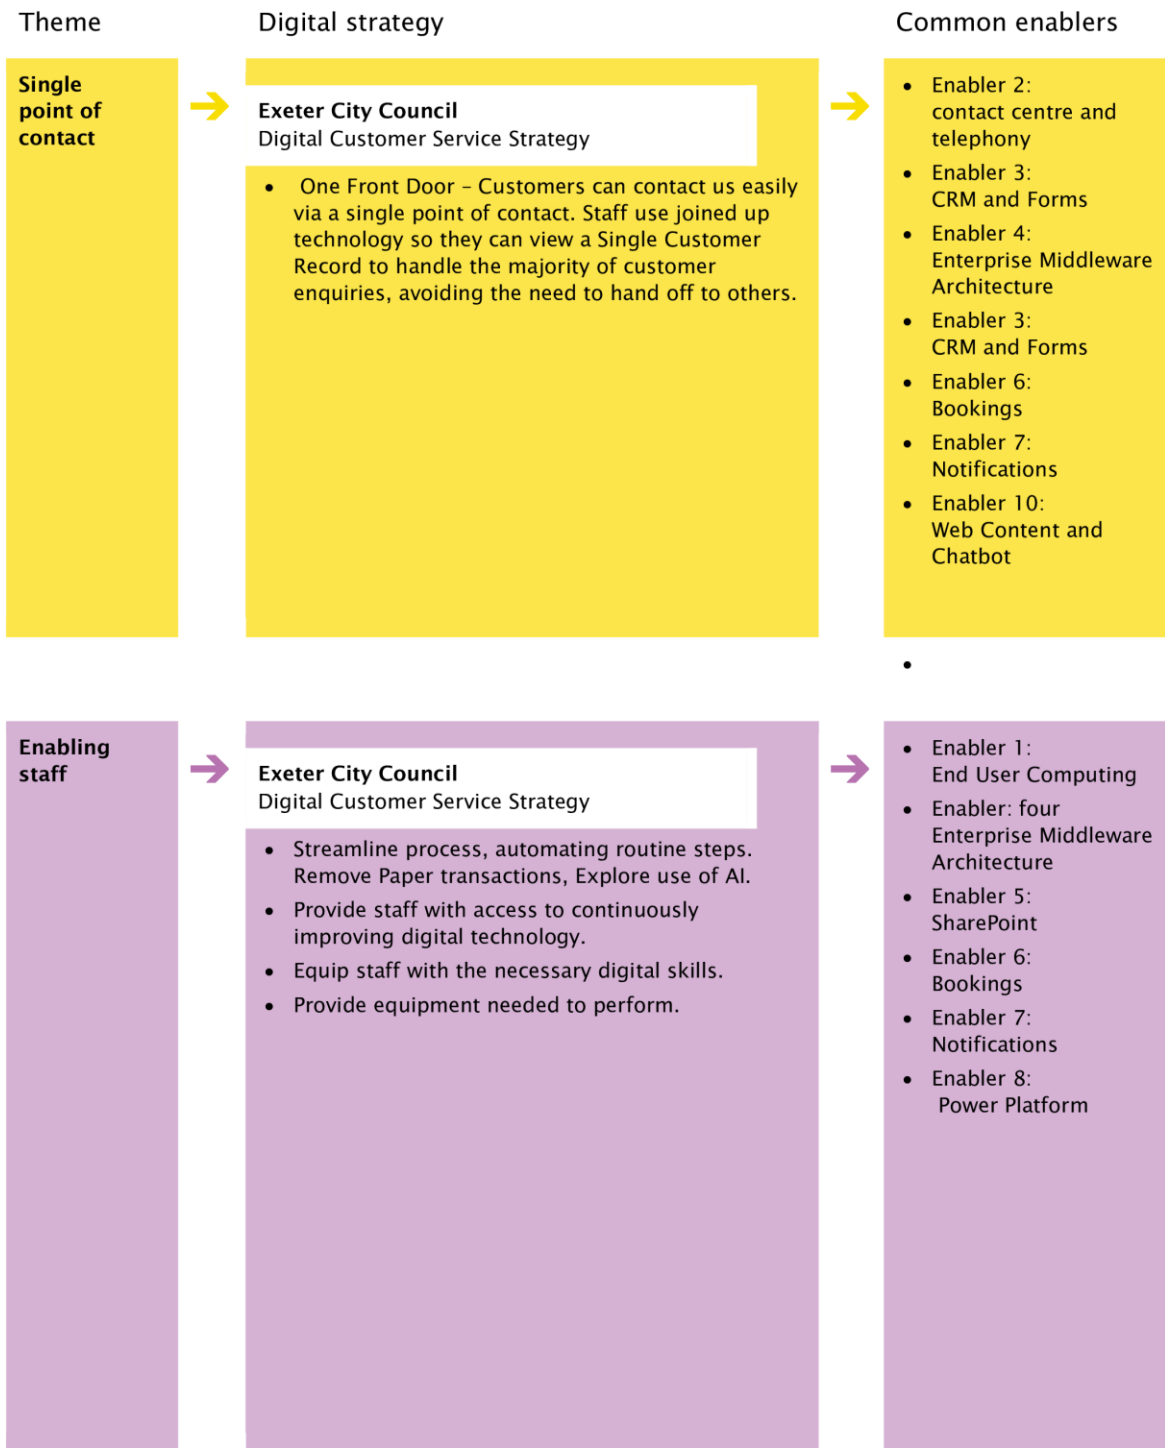 Theme
Digital strategy
Common enablers
Single
point of
contact
Exeter City Council
Digital Customer Service Strategy
• One Front Door – Customers can contact us easily
via a single point of contact. Staff use joined up
technology so they can view a Single Customer
Record to handle the majority of customer
enquiries, avoiding the need to hand off to others.
• Enabler 2:
contact centre and
telephony
• Enabler 3:
CRM and Forms
• Enabler 4:
Enterprise Middleware
Architecture
• Enabler 3:
CRM and Forms
• Enabler 6:
Bookings
• Enabler 7:
Notifications
• Enabler 10:
Web Content and
Chatbot
•
Enabling
staff
Exeter City Council
Digital Customer Service Strategy
• Streamline process, automating routine steps.
Remove Paper transactions, Explore use of AI.
• Provide staff with access to continuously
improving digital technology.
• Equip staff with the necessary digital skills.
• Provide equipment needed to perform.
• Enabler 1:
End User Computing
• Enabler: four
Enterprise Middleware
Architecture
• Enabler 5:
SharePoint
• Enabler 6:
Bookings
• Enabler 7:
Notifications
• Enabler 8:
Power Platform